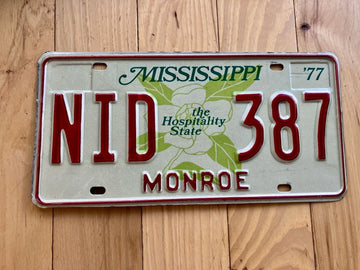 MISSISSIPPI '77
NID 387
the
Hospitality
State
MONROE